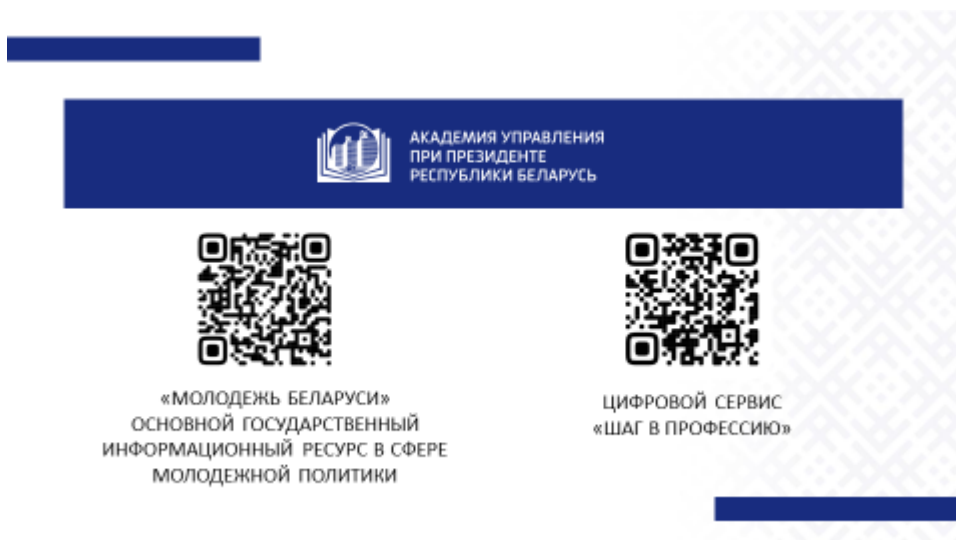 АКАДЕМИЯ УПРАВЛЕНИЯ
ПРИ ПРЕЗИДЕНТЕ
РЕСПУБЛИКИ БЕЛАРУСЬ
«МОЛОДЕЖЬ БЕЛАРУСИ»
ОСНОВНОЙ ГОСУДАРСТВЕННЫЙ
ИНФОРМАЦИОННЫЙ РЕСУРС В СФЕРЕ
МОЛОДЕЖНОЙ ПОЛИТИКИ
ЦИФРОВОЙ СЕРВИС
«ШАГ В ПРОФЕССИЮ»